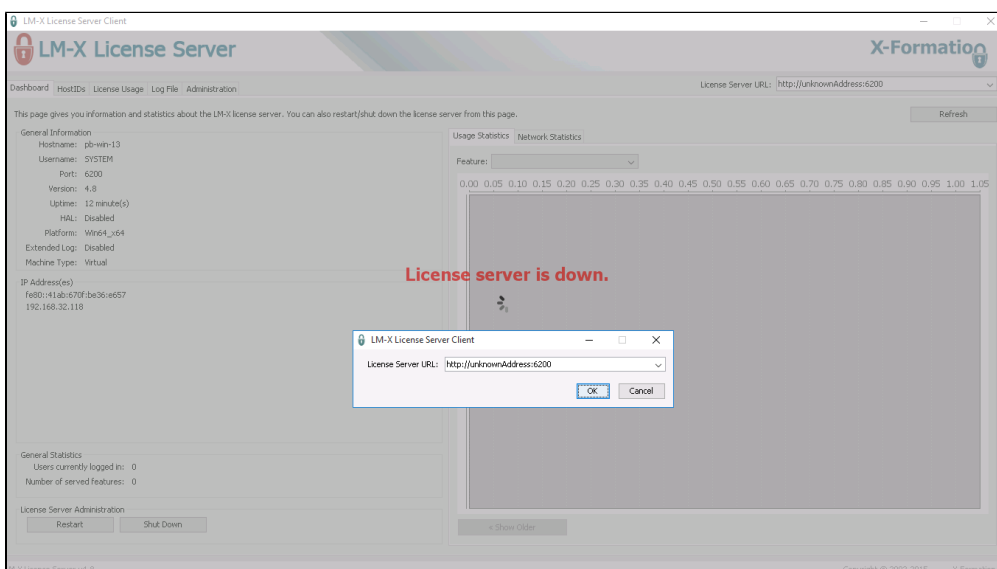 LM-X License Server Client
LM-X License Server
X-Formation
Dashboard HostIDs License Usage Log File Administration
License Server URL: http://unknownAddress:6200
This page gives you information and statistics about the LM-X license server. You can also restart/shut down the license server from this page.
Refresh
General Information
Hostname: pb-win-13
Username: SYSTEM
Port: 6200
Version: 4.8
Uptime: 12 minute(s)
HAL: Disabled
Platform: Win64_x64
Extended Log: Disabled
Machine Type: Virtual
IP Address(es)
fe80::41ab:670f:be36:e657
192.168.32.118
General Statistics
Users currently logged in: 0
Number of served features: 0
License Server Administration
Restart Shut Down
Usage Statistics Network Statistics
Feature:
0.00 0.05 0.10 0.15 0.20 0.25 0.30 0.35 0.40 0.45 0.50 0.55 0.60 0.65 0.70 0.75 0.80 0.85 0.90 0.95 1.00 1.05
License server is down.
LM-X License Server Client
License Server URL: http://unknownAddress:6200
OK Cancel
< Show Older